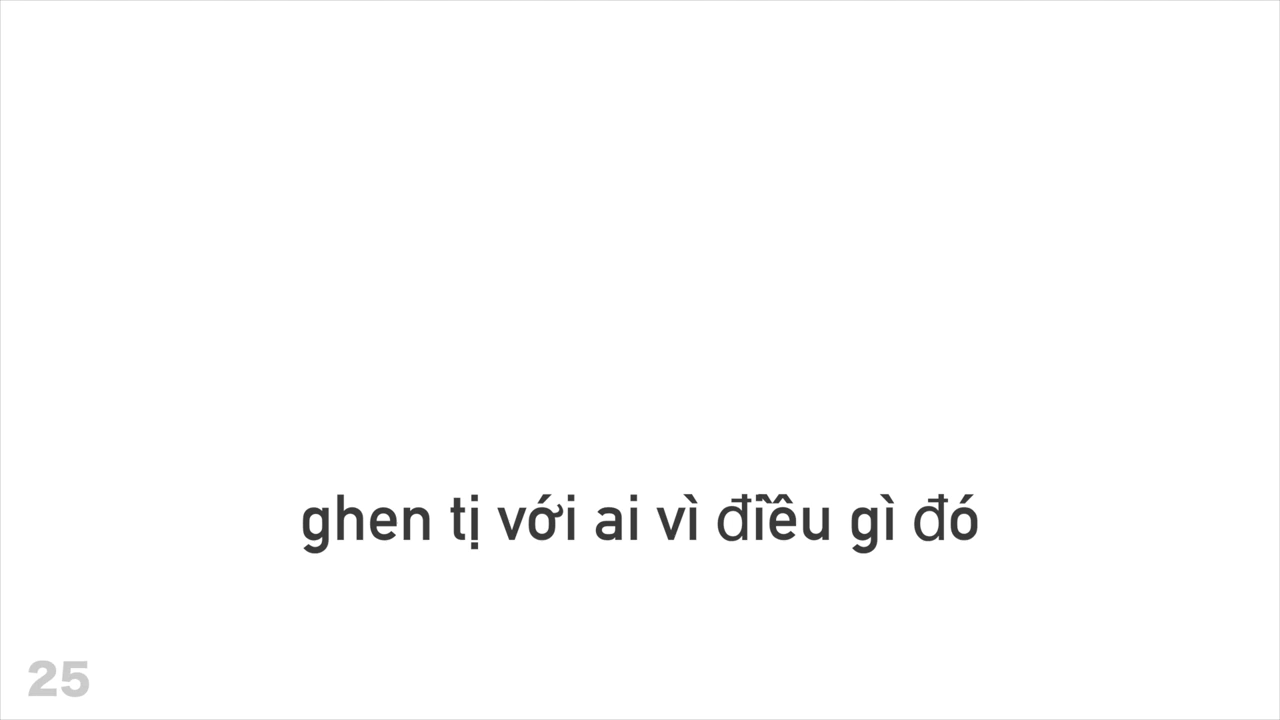 ghen tị với ai vì điều gì đó
25